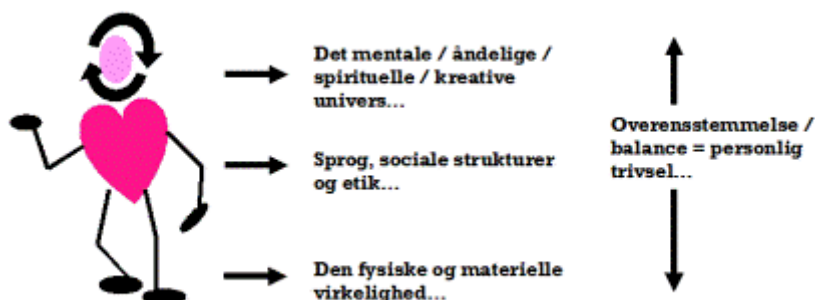 Det mentale / åndelige /
spirituelle / kreative
univers...
Sprog, sociale strukturer
og etik...
Den fysiske og materielle
virkelighed...
Overensstemmelse /
balance = personlig
trivsel...